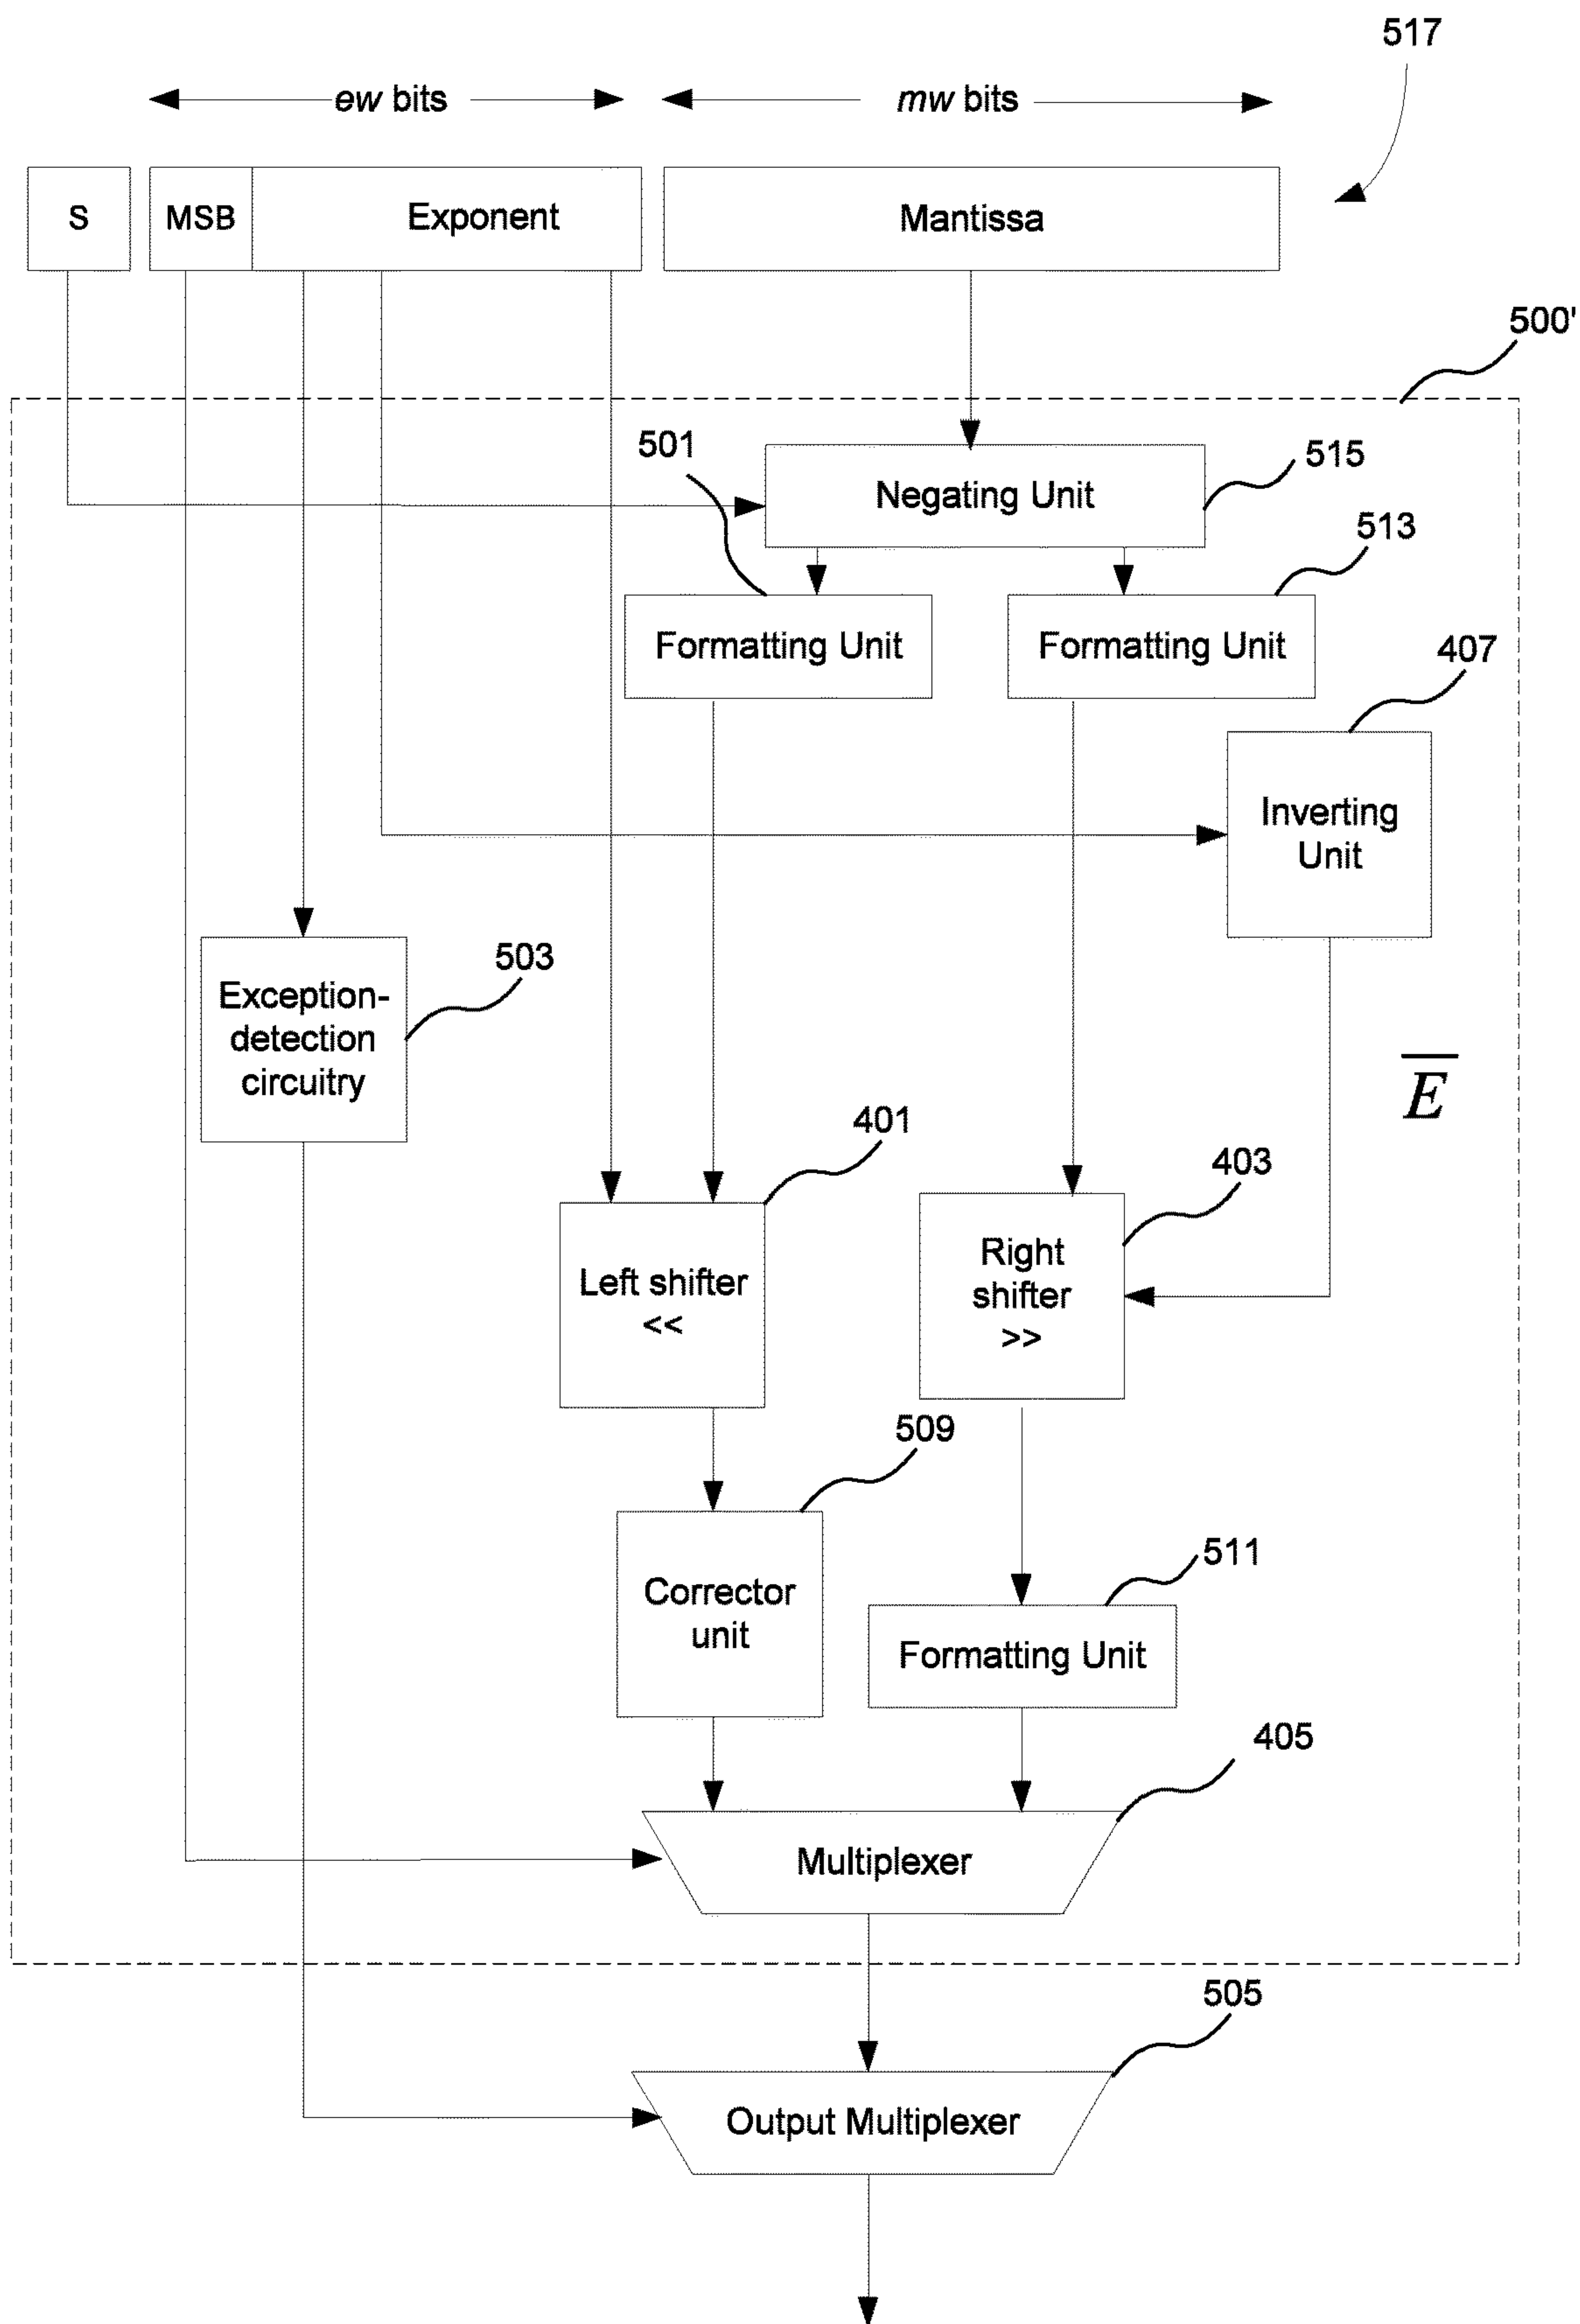 517
ew bits
mw bits
S
MSB
Exponent
Mantissa
500'
501
Negating Unit
515
513
Formatting Unit
Formatting Unit
407
Inverting
Unit
503
Exception-
detection
circuitry
E̅
401
403
Left shifter
<<
Right
shifter
>>
509
Corrector
unit
511
Formatting Unit
405
Multiplexer
505
Output Multiplexer